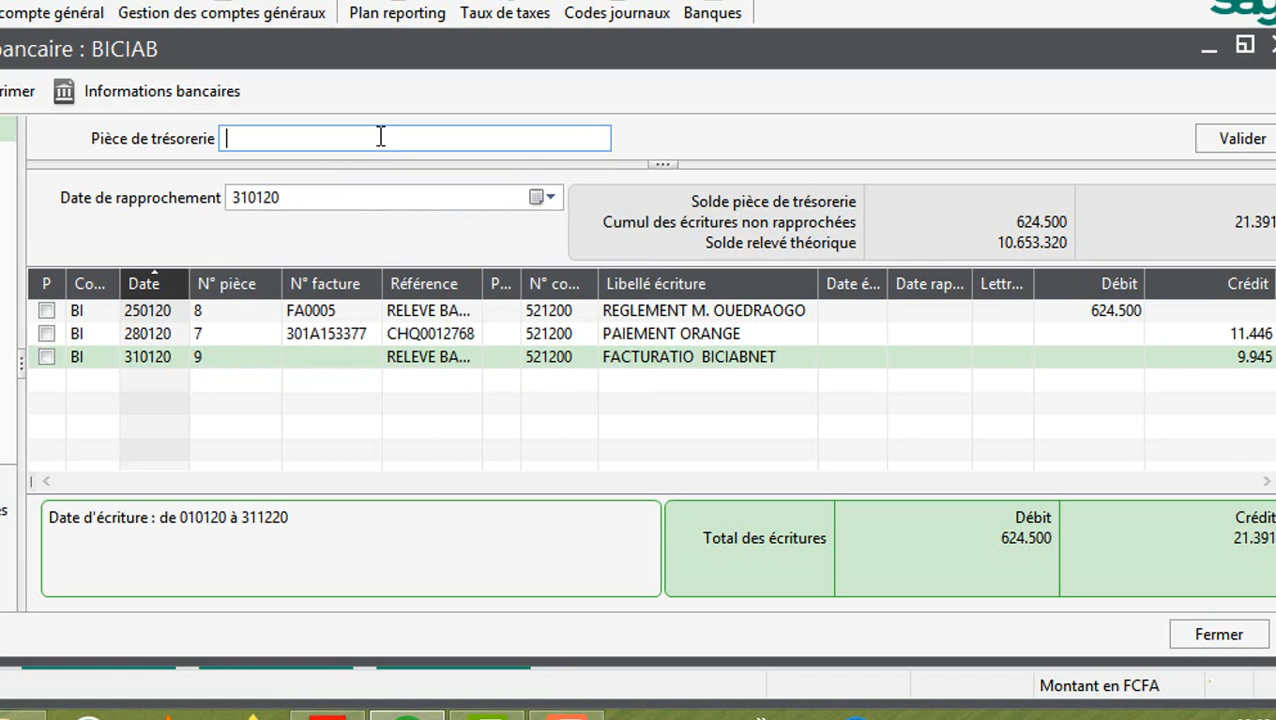 compte général Gestion des comptes généraux Plan reporting Taux de taxes Codes journaux Banques
bancaire : BICIAB
rimer Informations bancaires
Pièce de trésorerie Valider
Date de rapprochement 310120
Solde pièce de trésorerie
Cumul des écritures non rapprochées 624.500 21.391
Solde relevé théorique 10.653.320
P Co... Date N° pièce N° facture Référence P... N° co... Libellé écriture Date é... Date rap... Lettr... Débit Crédit
BI 250120 8 FA0005 RELEVE BA... 521200 REGLEMENT M. OUEDRAOGO 624.500
BI 280120 7 301A153377 CHQ0012768 521200 PAIEMENT ORANGE 11.446
BI 310120 9 RELEVE BA... 521200 FACTURATIO BICIABNET 9.945
Date d'écriture : de 010120 à 311220
Débit Crédit
Total des écritures 624.500 21.391
Fermer
Montant en FCFA